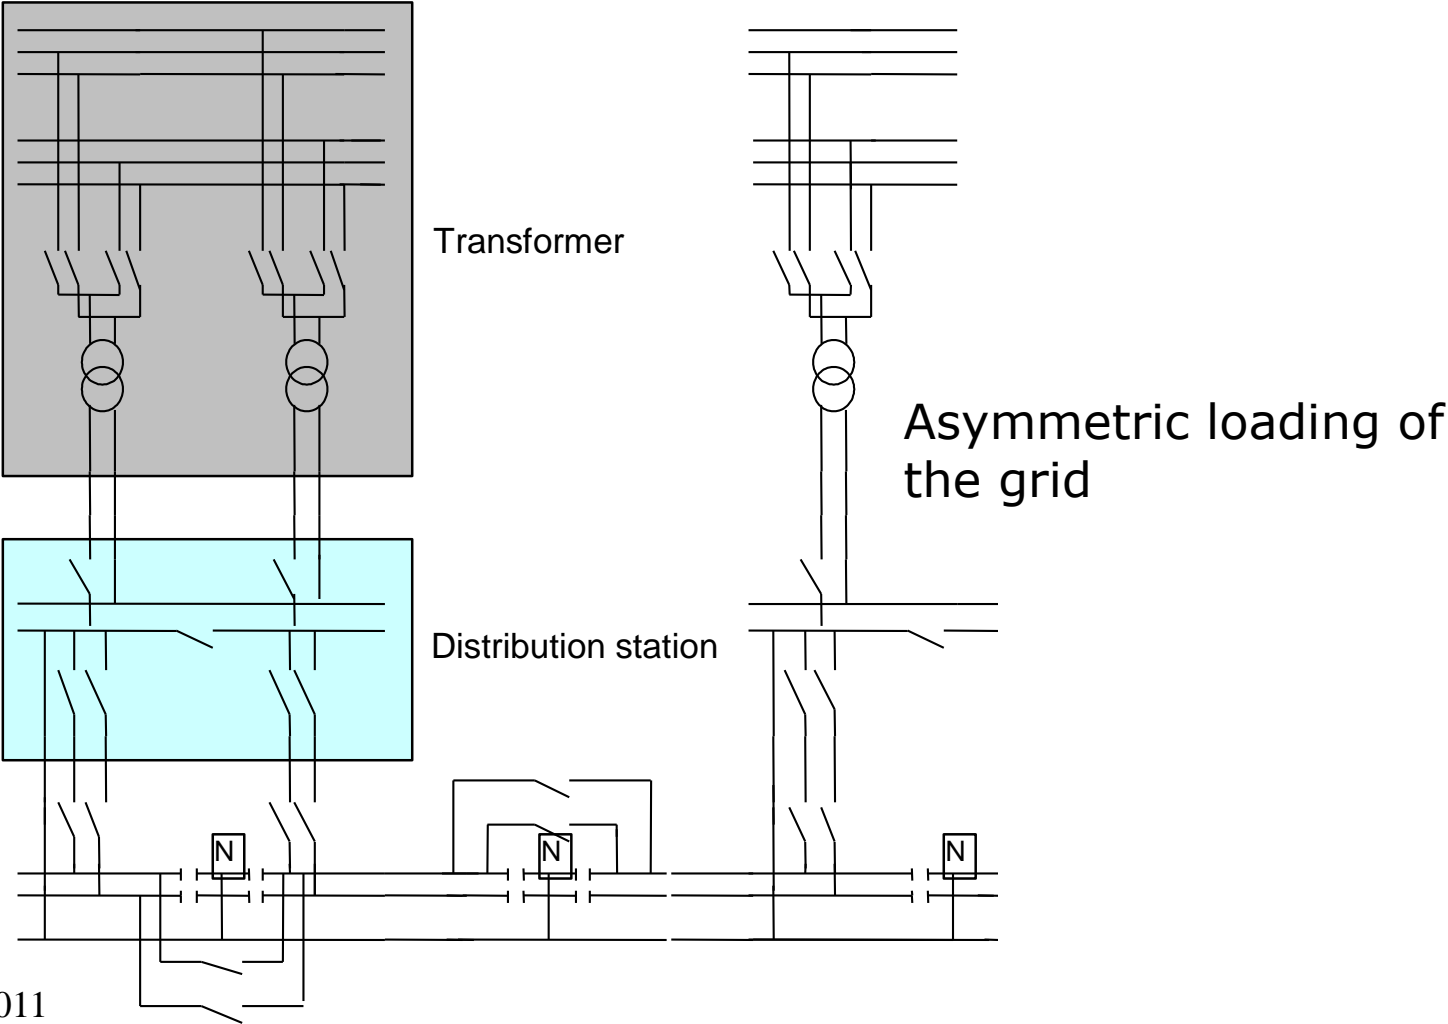 Transformer
Asymmetric loading of
the grid
Distribution station
N
N
N
011